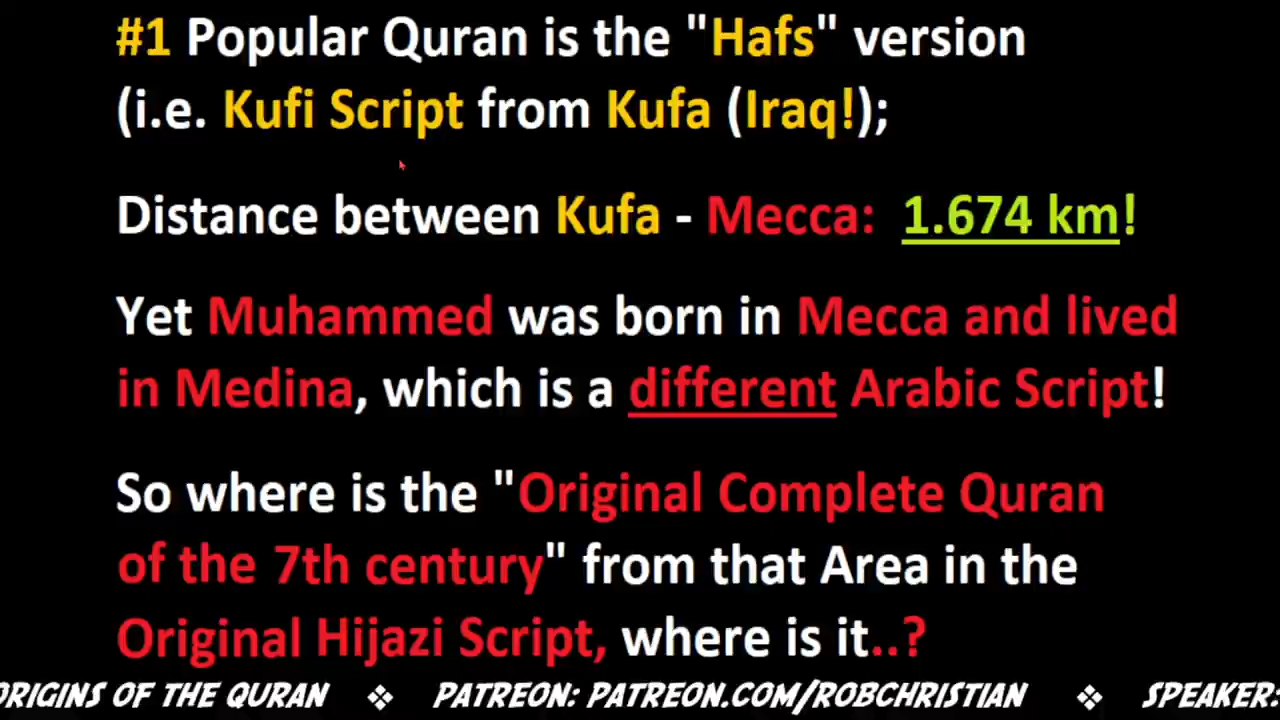 #1 Popular Quran is the "Hafs" version
(i.e. Kufi Script from Kufa (Iraq!);
Distance between Kufa - Mecca: 1.674 km!
Yet Muhammed was born in Mecca and lived
in Medina, which is a different Arabic Script!
So where is the "Original Complete Quran
of the 7th century" from that Area in the
Original Hijazi Script, where is it..?
ORIGINS OF THE QURAN ❖ PATREON: PATREON.COM/ROBCHRISTIAN ❖ SPEAKER: